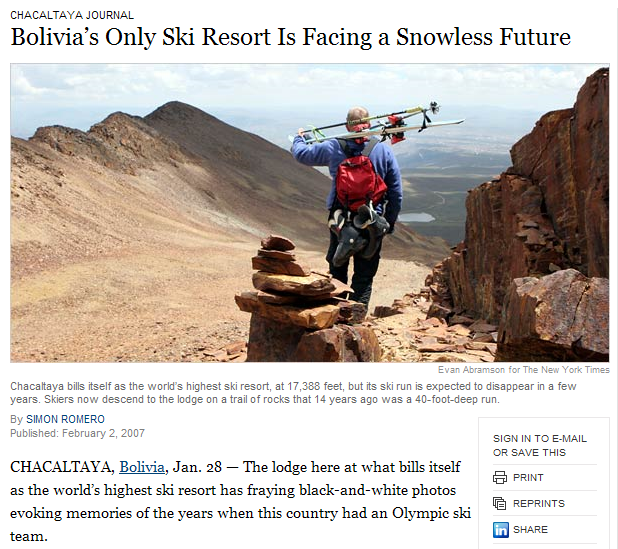 CHACALTAYA JOURNAL
Bolivia's Only Ski Resort Is Facing a Snowless Future
Evan Abramson for The New York Times
Chacaltaya bills itself as the world's highest ski resort, at 17,388 feet, but its ski run is expected to disappear in a few
years. Skiers now descend to the lodge on a trail of rocks that 14 years ago was a 40-foot-deep run.
By SIMON ROMERO
Published: February 2, 2007
CHACALTAYA, Bolivia, Jan. 28 — The lodge here at what bills itself
as the world's highest ski resort has fraying black-and-white photos
evoking memories of the years when this country had an Olympic ski
team.
SIGN IN TO E-MAIL
OR SAVE THIS
PRINT
REPRINTS
in SHARE